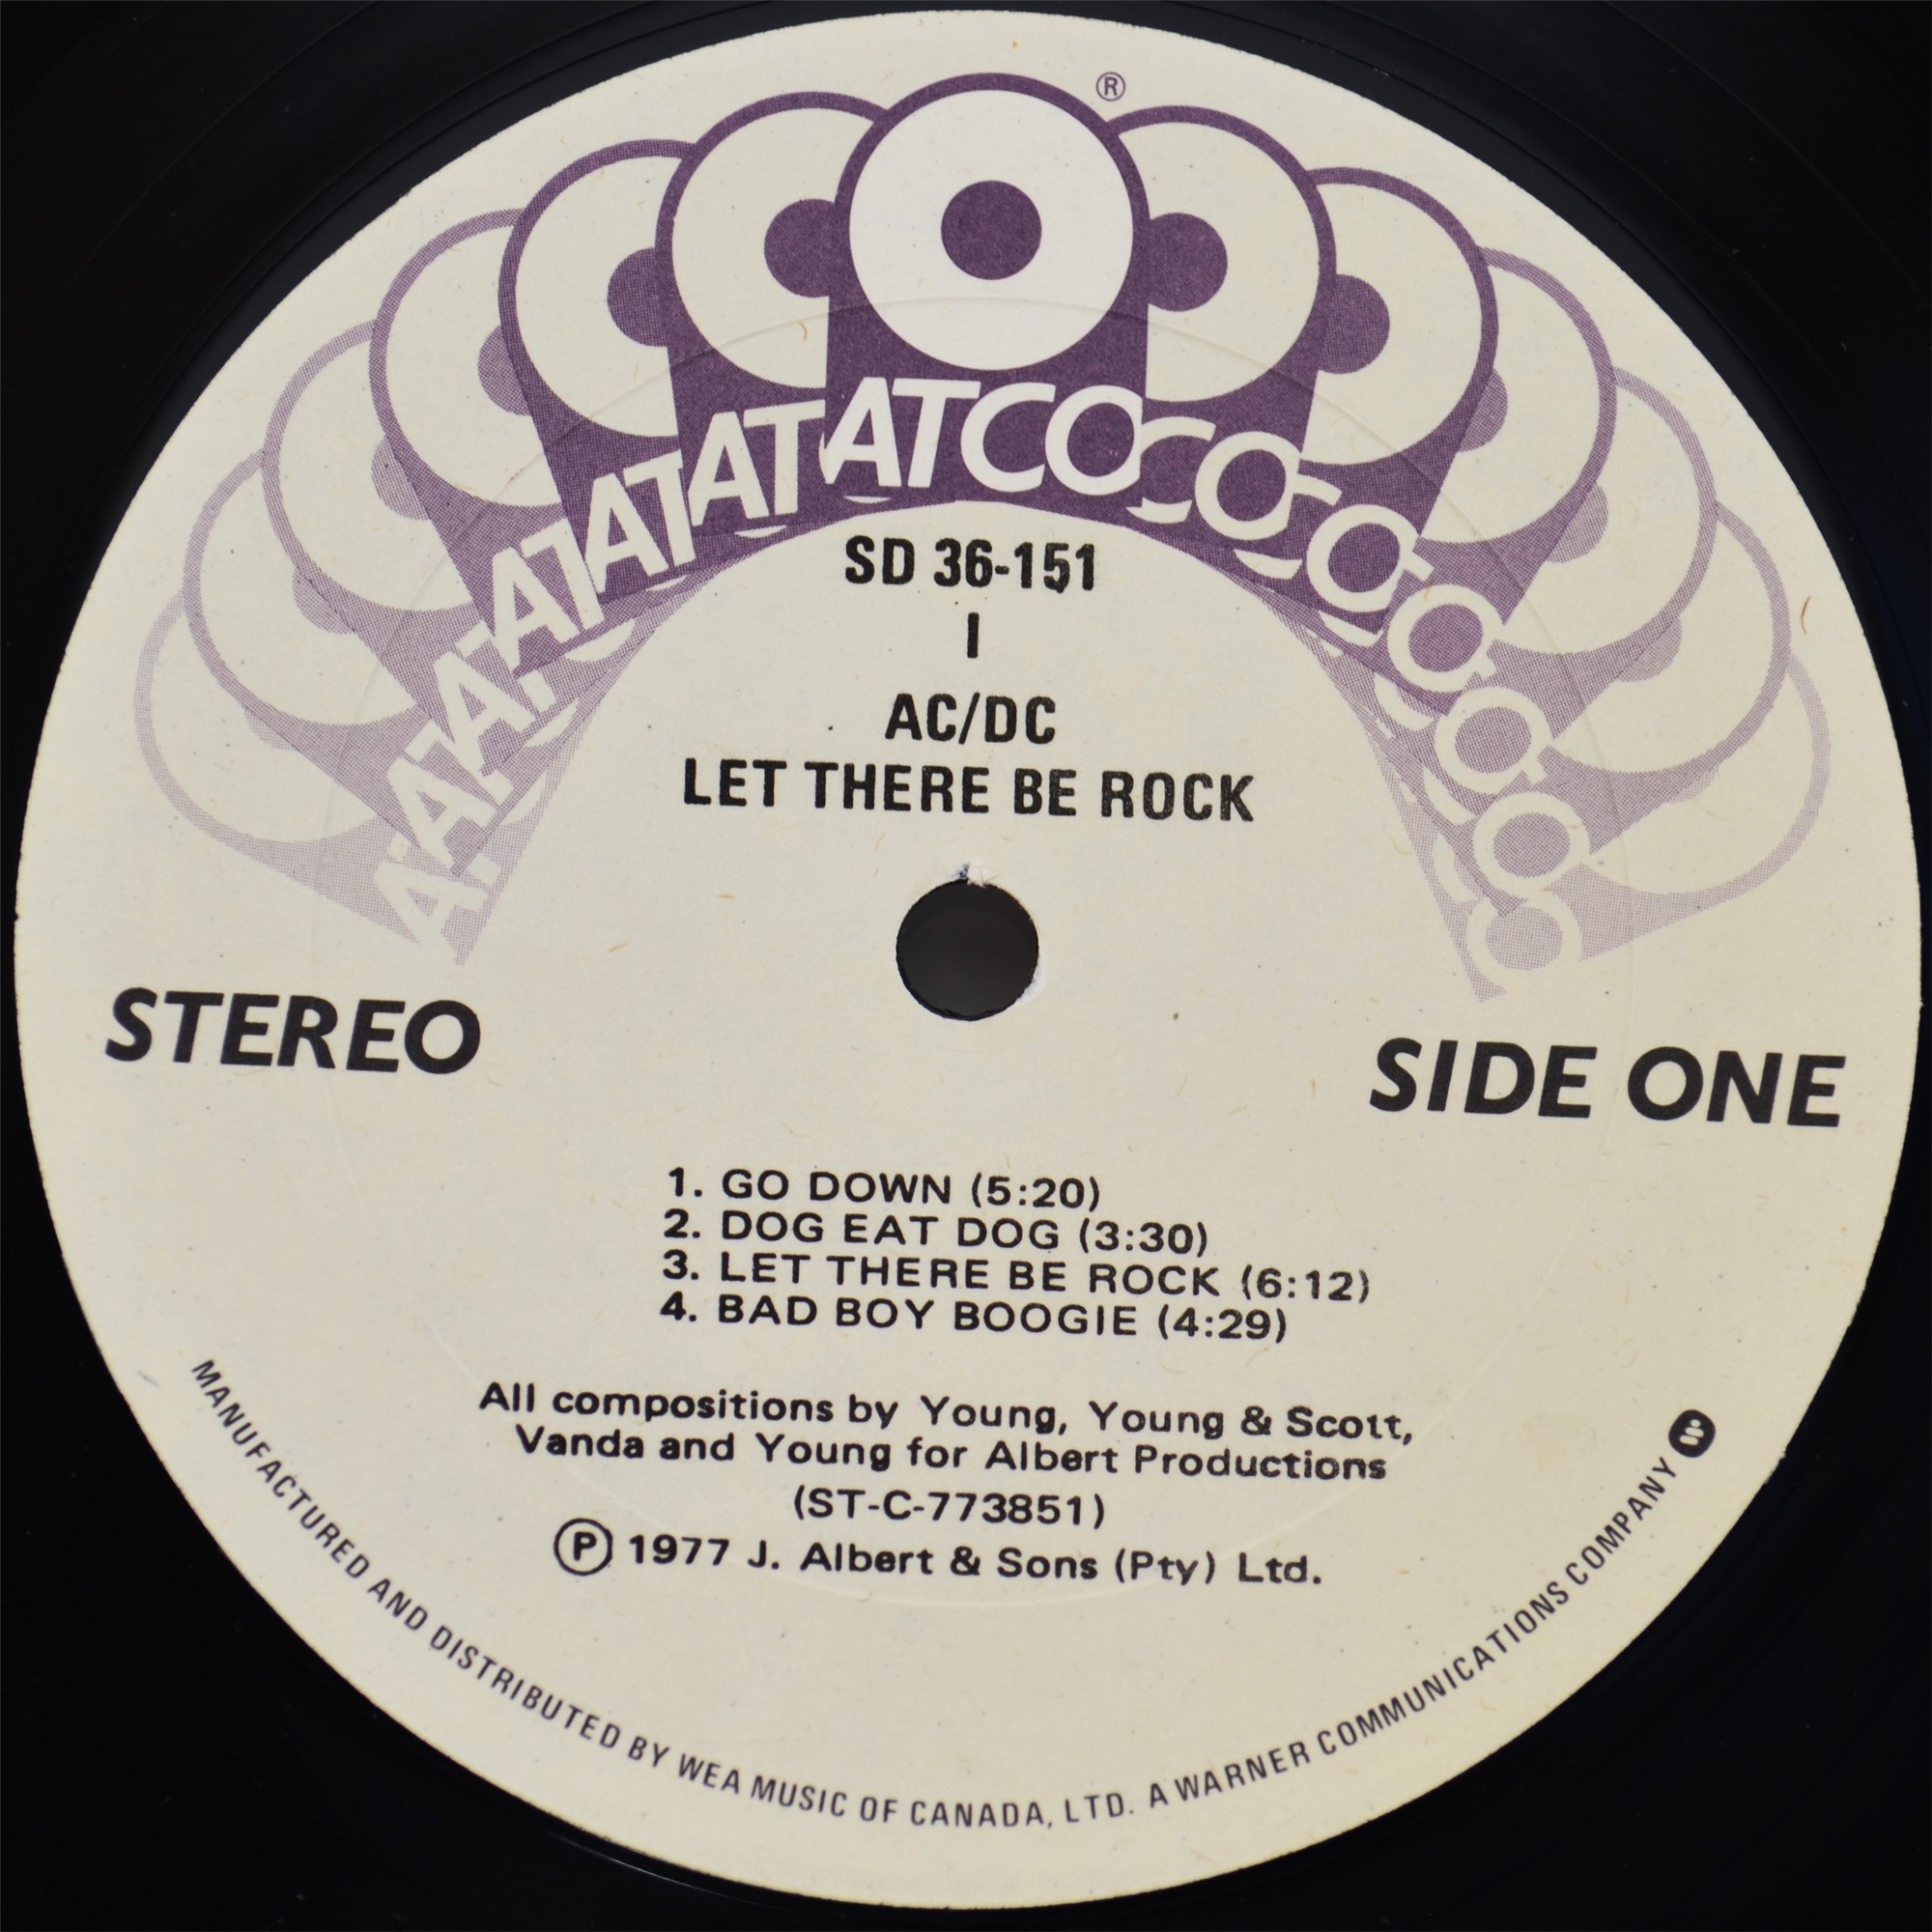 ®
ATATATATATATATCOCOCOCOCOCOCO
SD 36-151
I
AC/DC
LET THERE BE ROCK
STEREO
SIDE ONE
1. GO DOWN (5:20)
2. DOG EAT DOG (3:30)
3. LET THERE BE ROCK (6:12)
4. BAD BOY BOOGIE (4:29)
All compositions by Young, Young & Scott,
Vanda and Young for Albert Productions
(ST-C-773851)
Ⓟ 1977 J. Albert & Sons (Pty) Ltd.
MANUFACTURED AND DISTRIBUTED BY WEA MUSIC OF CANADA, LTD. A WARNER COMMUNICATIONS COMPANY